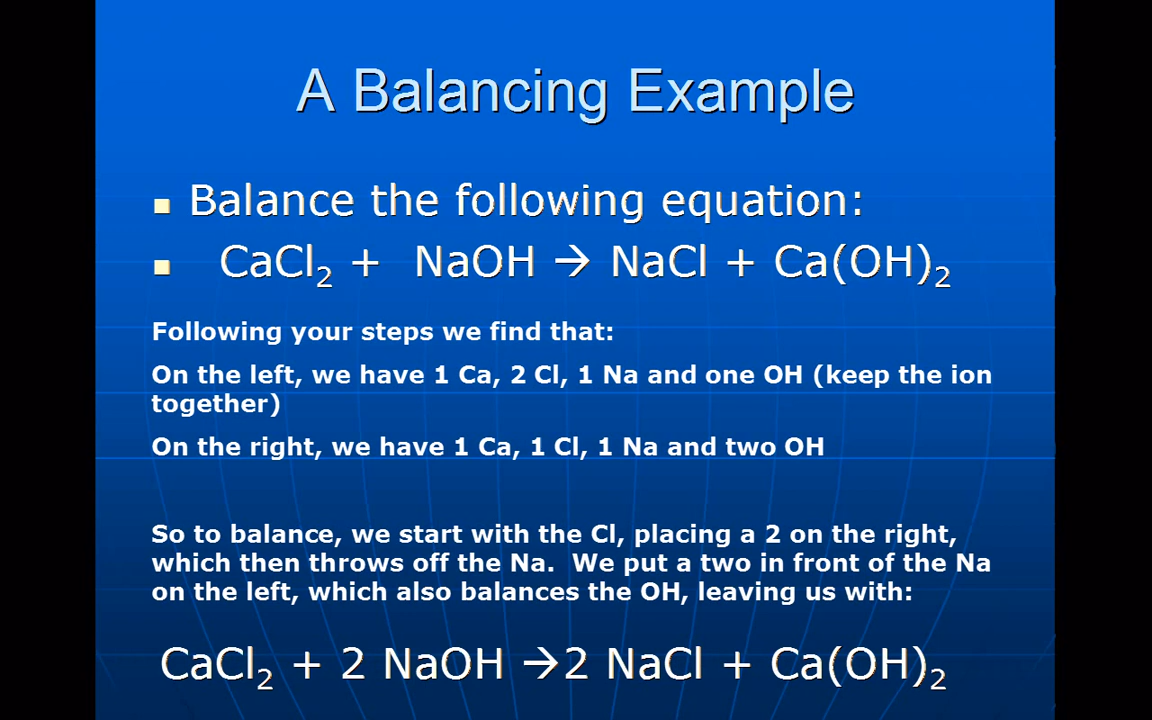 A Balancing Example
Balance the following equation:
CaCl₂ + NaOH → NaCl + Ca(OH)₂
Following your steps we find that:
On the left, we have 1 Ca, 2 Cl, 1 Na and one OH (keep the ion
together)
On the right, we have 1 Ca, 1 Cl, 1 Na and two OH
So to balance, we start with the Cl, placing a 2 on the right,
which then throws off the Na. We put a two in front of the Na
on the left, which also balances the OH, leaving us with:
CaCl₂ + 2 NaOH →2 NaCl + Ca(OH)₂